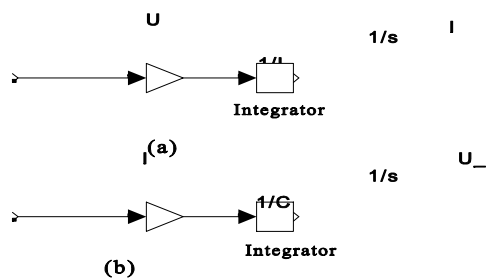 U
1/s I
1/L
Integrator
(a)
I
1/s U_
1/C
Integrator
(b)